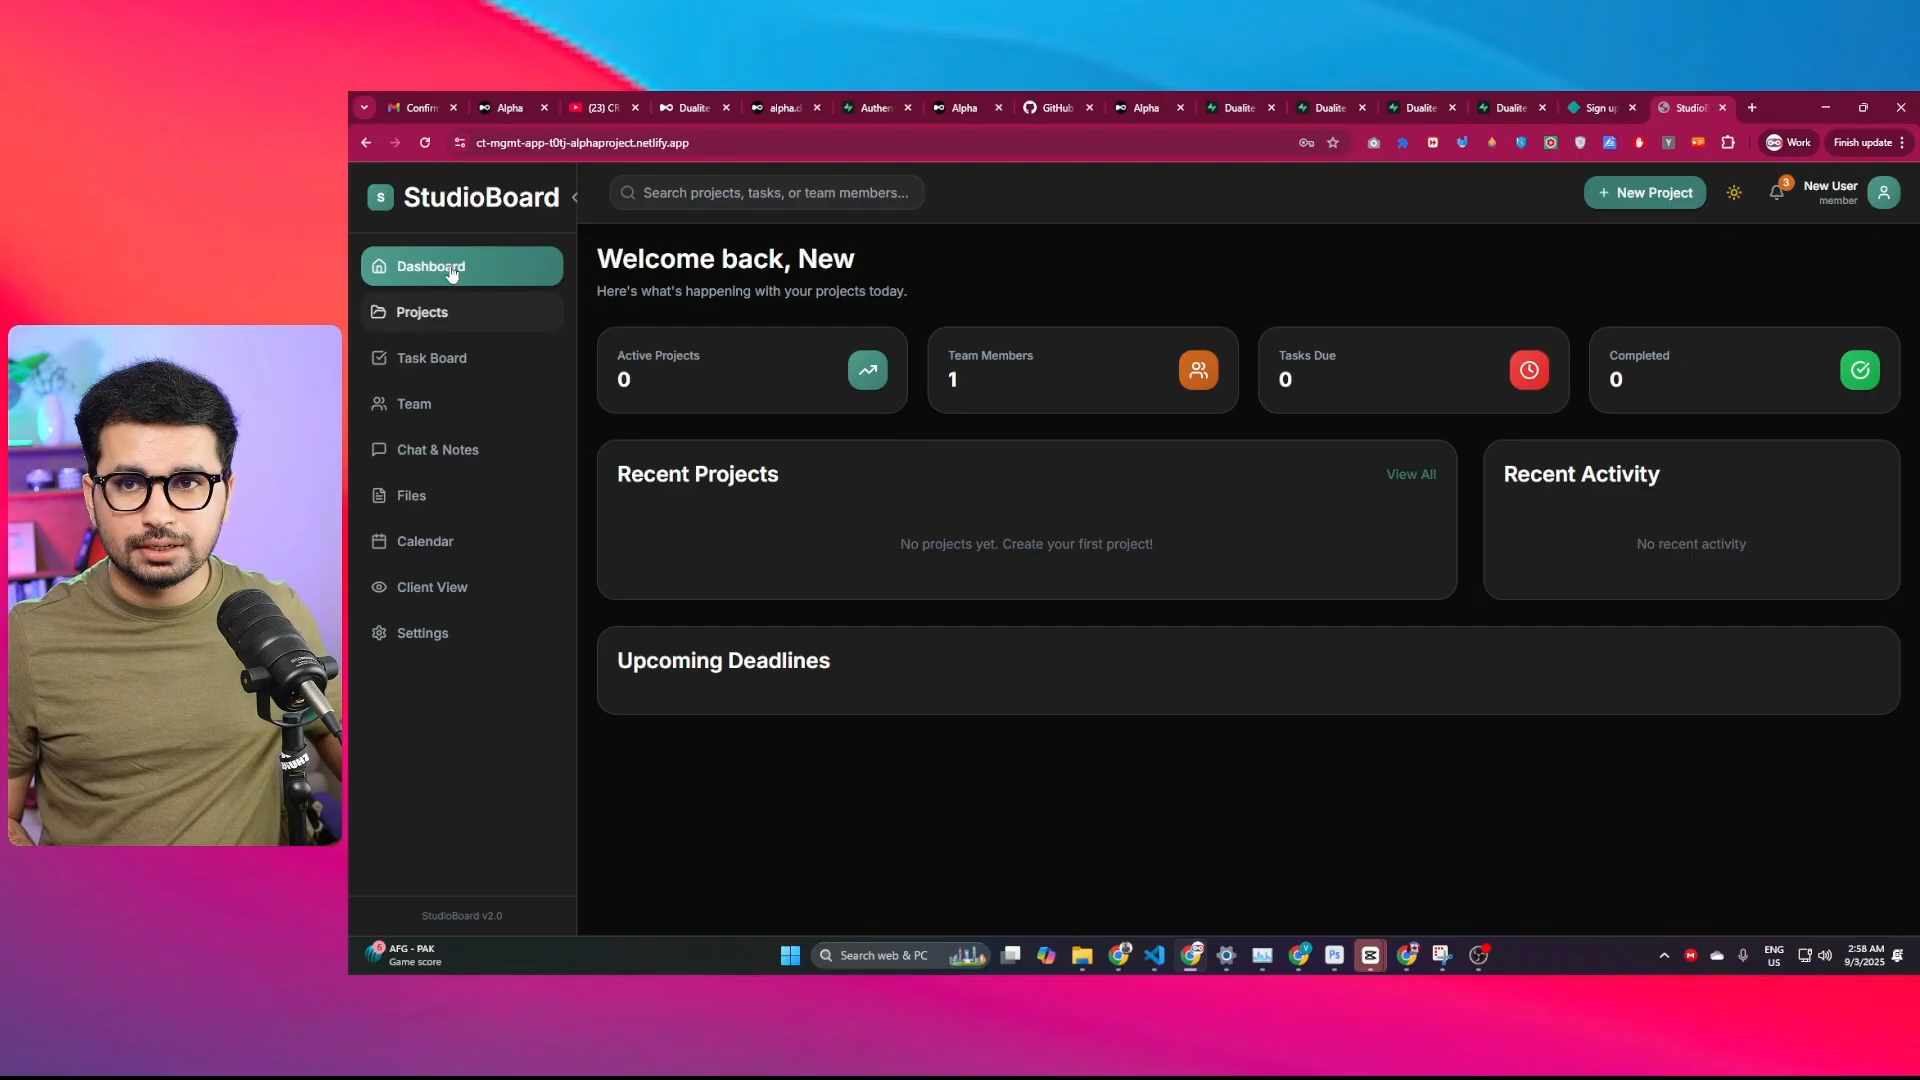 Confirm
Alpha
(23) CR
Dualite
alpha.d
Authen
Alpha
GitHub
Alpha
Dualite
Dualite
Dualite
Dualite
Sign up
StudioB
ct-mgmt-app-t0tj-alphaproject.netlify.app
Work
Finish update
S
StudioBoard
Search projects, tasks, or team members...
+ New Project
3
New User
member
Dashboard
Projects
Task Board
Team
Chat & Notes
Files
Calendar
Client View
Settings
StudioBoard v2.0
Welcome back, New
Here's what's happening with your projects today.
Active Projects
0
Team Members
1
Tasks Due
0
Completed
0
Recent Projects
View All
No projects yet. Create your first project!
Recent Activity
No recent activity
Upcoming Deadlines
6
AFG - PAK
Game score
Search web & PC
Ps
ENG
US
2:58 AM
9/3/2025